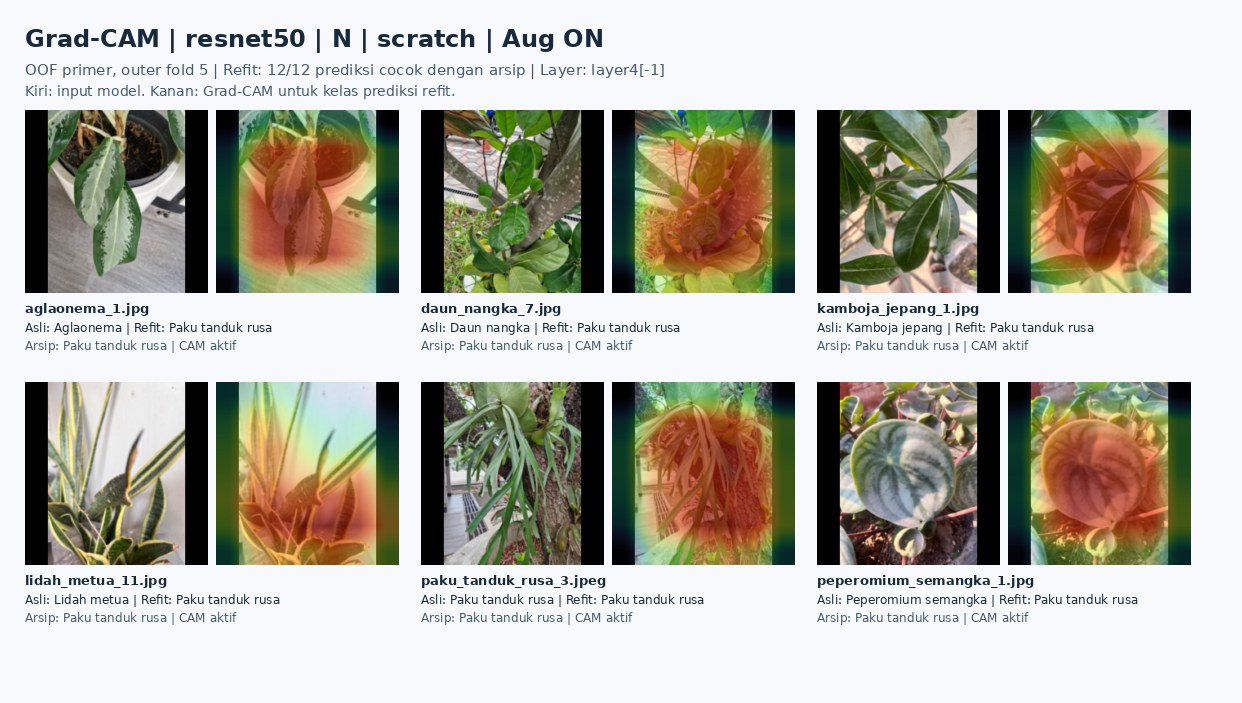 Grad-CAM | resnet50 | N | scratch | Aug ON
OOF primer, outer fold 5 | Refit: 12/12 prediksi cocok dengan arsip | Layer: layer4[-1]
Kiri: input model. Kanan: Grad-CAM untuk kelas prediksi refit.
aglaonema_1.jpg
Asli: Aglaonema | Refit: Paku tanduk rusa
Arsip: Paku tanduk rusa | CAM aktif
daun_nangka_7.jpg
Asli: Daun nangka | Refit: Paku tanduk rusa
Arsip: Paku tanduk rusa | CAM aktif
kamboja_jepang_1.jpg
Asli: Kamboja jepang | Refit: Paku tanduk rusa
Arsip: Paku tanduk rusa | CAM aktif
lidah_metua_11.jpg
Asli: Lidah metua | Refit: Paku tanduk rusa
Arsip: Paku tanduk rusa | CAM aktif
paku_tanduk_rusa_3.jpeg
Asli: Paku tanduk rusa | Refit: Paku tanduk rusa
Arsip: Paku tanduk rusa | CAM aktif
peperomium_semangka_1.jpg
Asli: Peperomium semangka | Refit: Paku tanduk rusa
Arsip: Paku tanduk rusa | CAM aktif